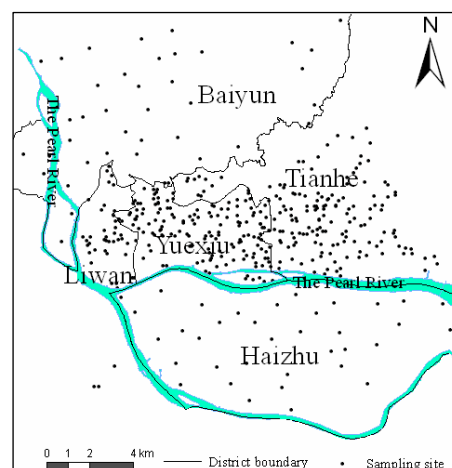 N
Baiyun
The Pearl River
Tianhe
Yuexiu
Liwan
The Pearl River
Haizhu
0 1 2 4 km
District boundary
Sampling site